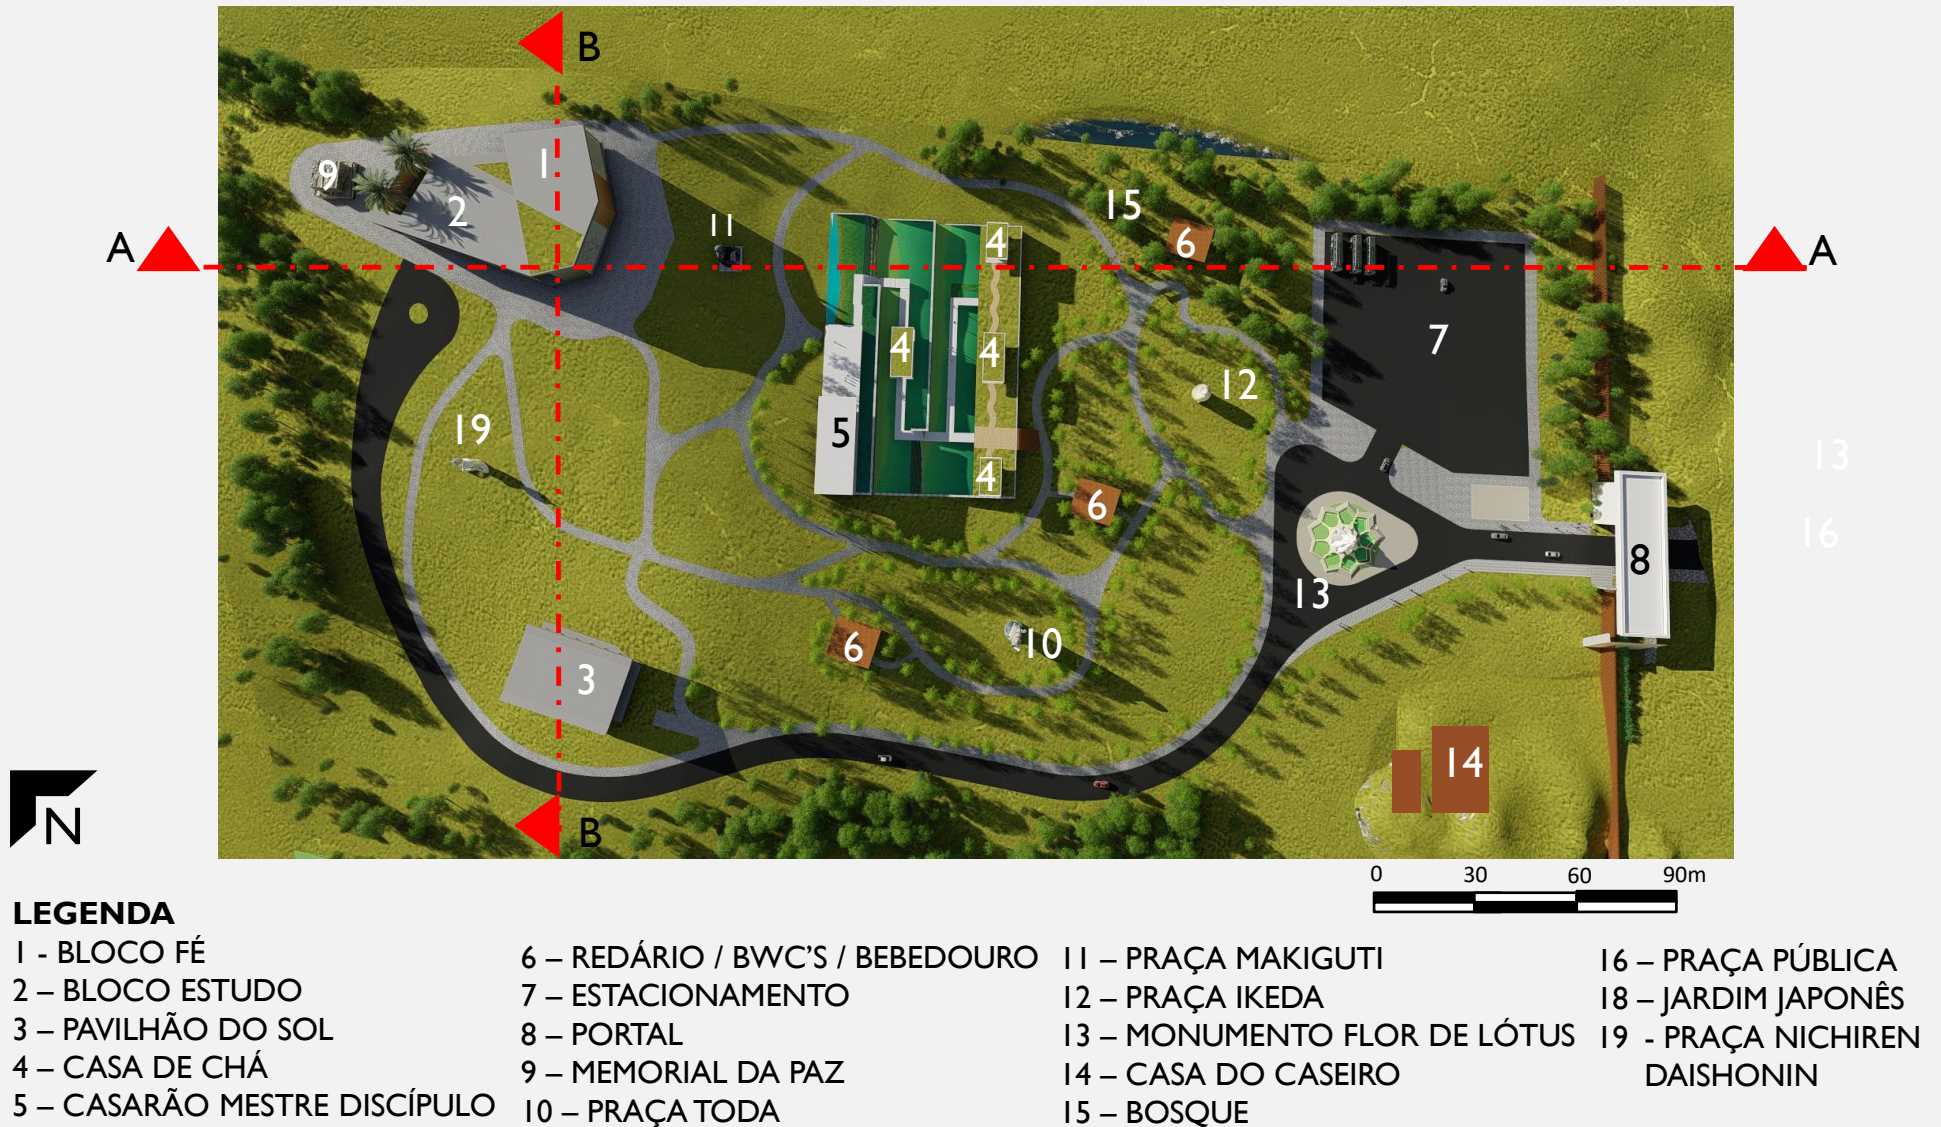 B
1
9
2
11
15
6
A
A
4
4
4
7
12
19
5
13
4
6
16
8
13
6
10
3
14
N
B
0 30 60 90m
LEGENDA
1 - BLOCO FÉ
2 – BLOCO ESTUDO
3 – PAVILHÃO DO SOL
4 – CASA DE CHÁ
5 – CASARÃO MESTRE DISCÍPULO
6 – REDÁRIO / BWC'S / BEBEDOURO
7 – ESTACIONAMENTO
8 – PORTAL
9 – MEMORIAL DA PAZ
10 – PRAÇA TODA
11 – PRAÇA MAKIGUTI
12 – PRAÇA IKEDA
13 – MONUMENTO FLOR DE LÓTUS
14 – CASA DO CASEIRO
15 – BOSQUE
16 – PRAÇA PÚBLICA
18 – JARDIM JAPONÊS
19 - PRAÇA NICHIREN
DAISHONIN